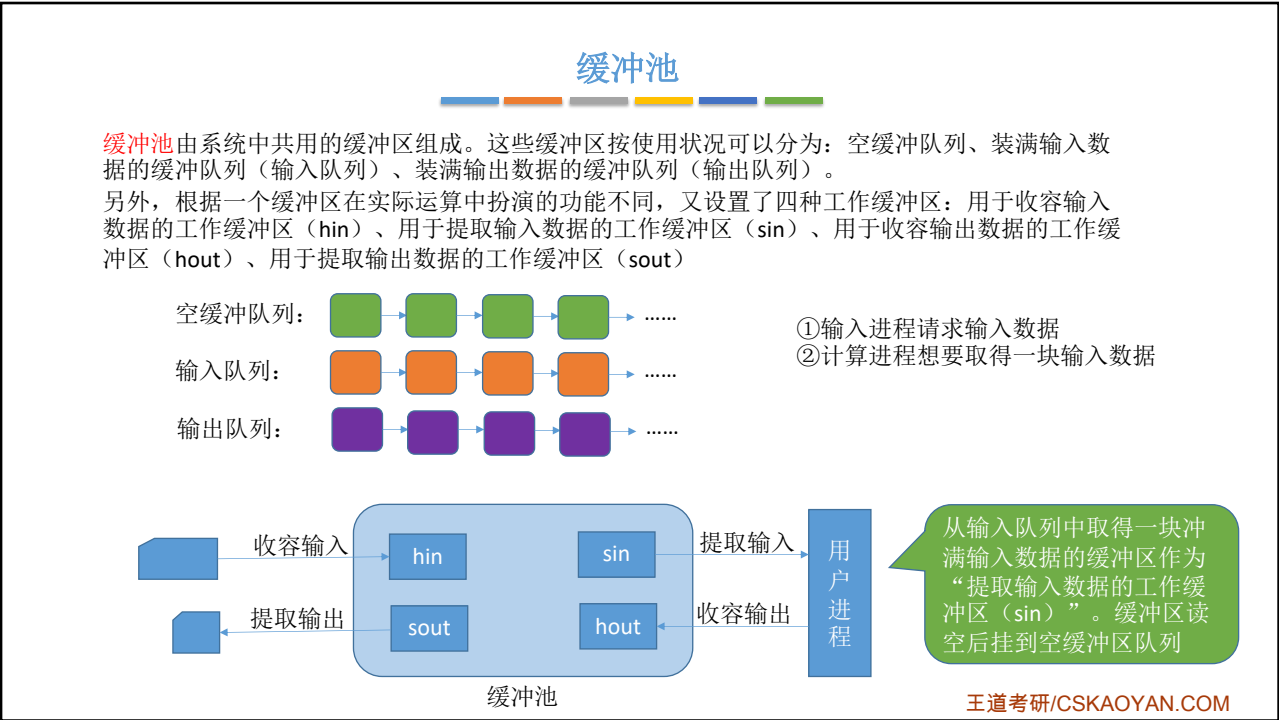 缓冲池
缓冲池由系统中共用的缓冲区组成。这些缓冲区按使用状况可以分为：空缓冲队列、装满输入数
据的缓冲队列（输入队列）、装满输出数据的缓冲队列（输出队列）。
另外，根据一个缓冲区在实际运算中扮演的功能不同，又设置了四种工作缓冲区：用于收容输入
数据的工作缓冲区（hin）、用于提取输入数据的工作缓冲区（sin）、用于收容输出数据的工作缓
冲区（hout）、用于提取输出数据的工作缓冲区（sout）
空缓冲队列：
……
输入队列：
……
输出队列：
……
①输入进程请求输入数据
②计算进程想要取得一块输入数据
收容输入
hin
sin
提取输入
提取输出
sout
hout
收容输出
用户进程
缓冲池
从输入队列中取得一块冲
满输入数据的缓冲区作为
“提取输入数据的工作缓
冲区（sin）”。缓冲区读
空后挂到空缓冲区队列
王道考研/CSKAOYAN.COM